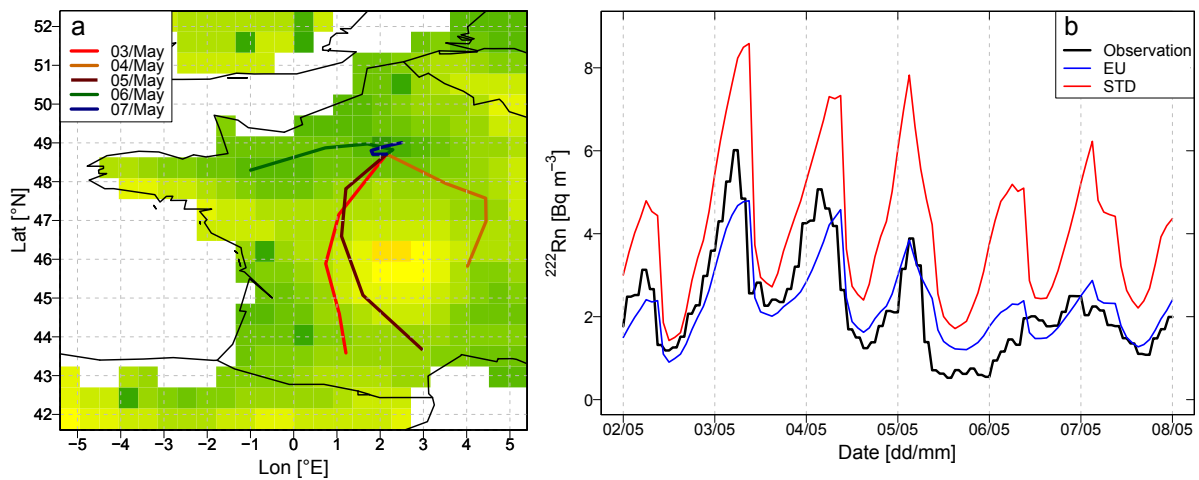 a
03/May
04/May
05/May
06/May
07/May
52
51
50
49
48
47
46
45
44
43
42
Lat [°N]
−5 −4 −3 −2 −1 0 1 2 3 4 5
Lon [°E]
b
Observation
EU
STD
8
6
4
2
0
²²²Rn [Bq m⁻³]
02/05 03/05 04/05 05/05 06/05 07/05 08/05
Date [dd/mm]